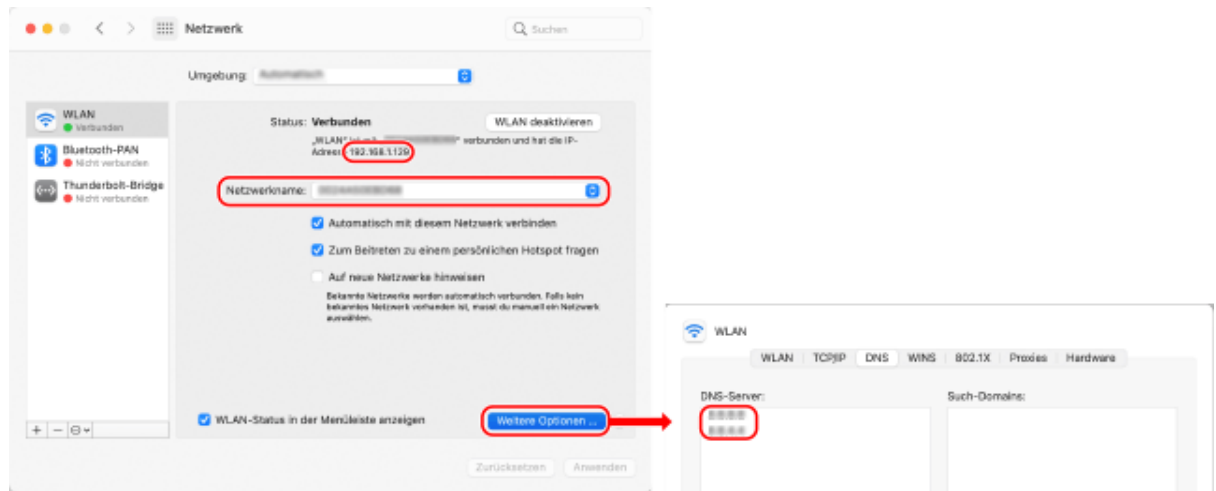 Netzwerk
Suchen
Umgebung:
WLAN
Verbunden
Bluetooth-PAN
Nicht verbunden
Thunderbolt-Bridge
Nicht verbunden
Status: Verbunden
WLAN deaktivieren
„WLAN“ ist mit „ “ verbunden und hat die IP-
192.168.1.129
Netzwerkname:
Automatisch mit diesem Netzwerk verbinden
Zum Beitreten zu einem persönlichen Hotspot fragen
Auf neue Netzwerke hinweisen
Bekannte Netzwerke werden automatisch verbunden. Falls kein
bekanntes Netzwerk vorhanden ist, musst du manuell ein Netzwerk
auswählen.
WLAN-Status in der Menüleiste anzeigen
Weitere Optionen ...
Zurücksetzen
Anwenden
WLAN
WLAN TCP/IP DNS WINS 802.1X Proxies Hardware
DNS-Server:
Such-Domains: